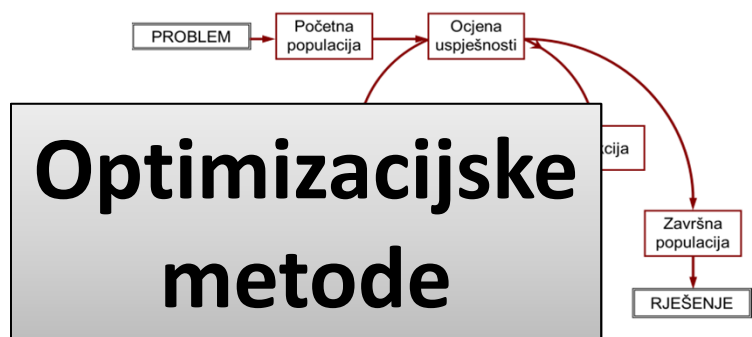 PROBLEM
Početna
populacija
Ocjena
uspješnosti
Optimizacijske
metode
Završna
populacija
RJEŠENJE